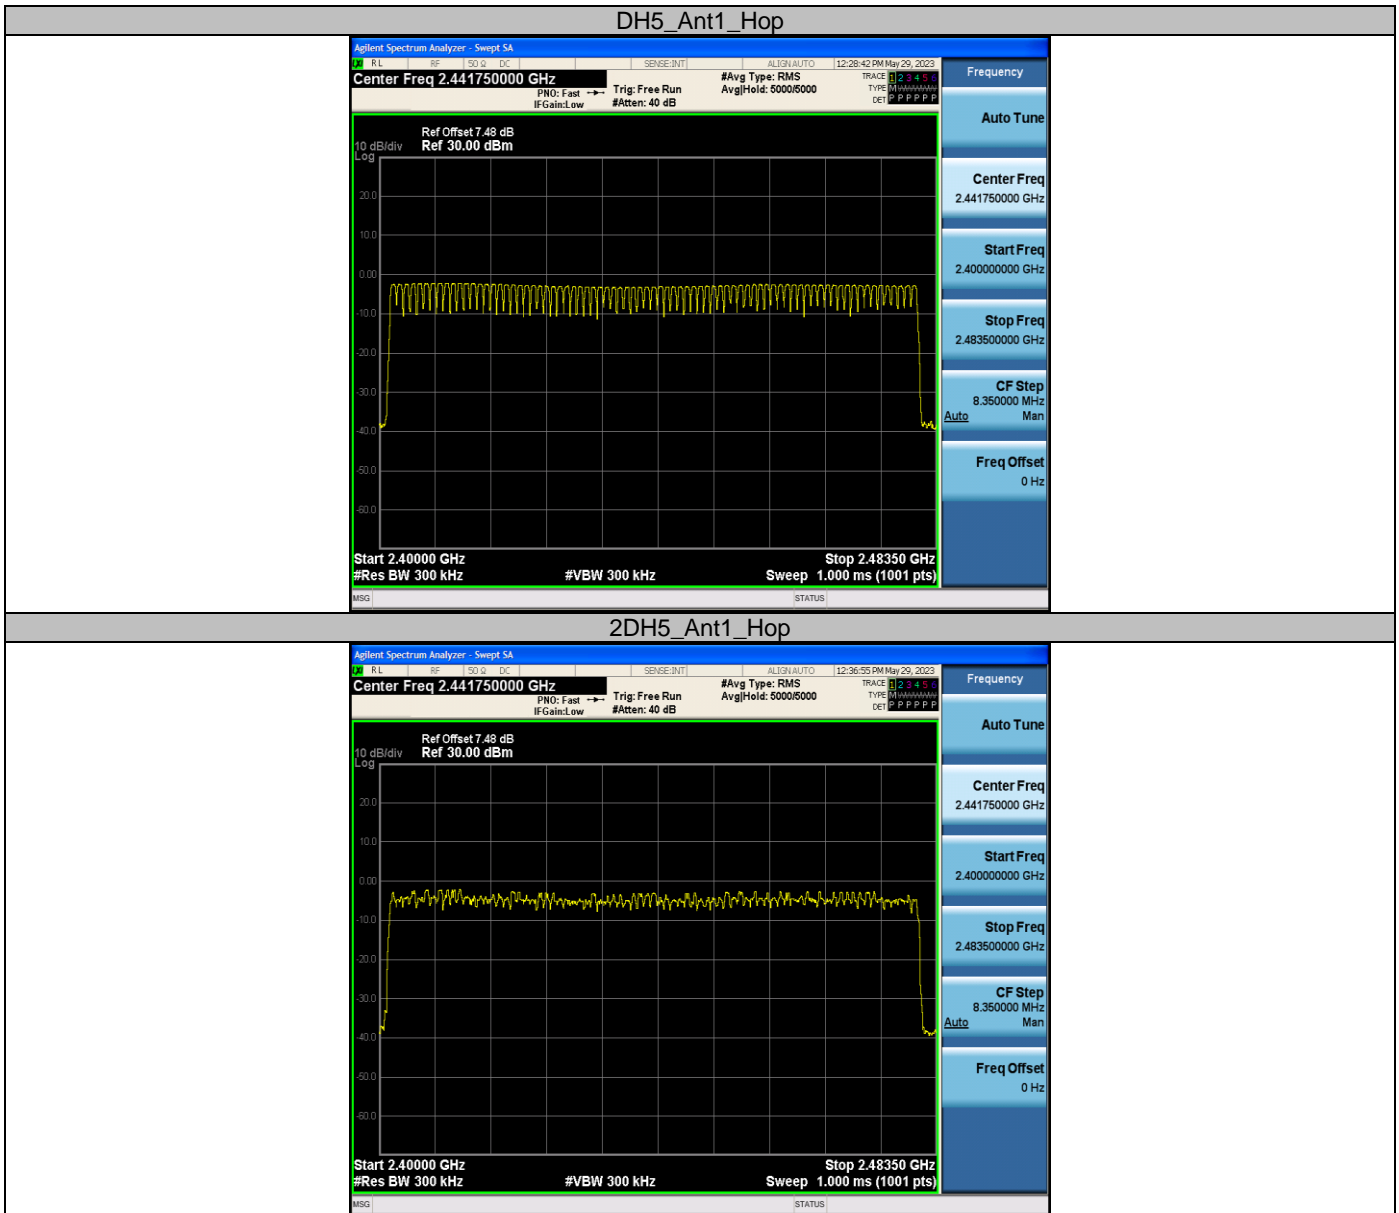 DH5_Ant1_Hop
Agilent Spectrum Analyzer - Swept SA
RL RF 50 Ω DC SENSE:INT ALIGNAUTO 12:28:42 PM May 29, 2023
Center Freq 2.441750000 GHz
PNO: Fast
IFGain:Low
Trig: Free Run
#Atten: 40 dB
#Avg Type: RMS
Avg|Hold: 5000/5000
TRACE 1 2 3 4 5 6
TYPE M
DET P P P P P P
Ref Offset 7.48 dB
10 dB/div Ref 30.00 dBm
Log
20.0
10.0
0.00
-10.0
-20.0
-30.0
-40.0
-50.0
-60.0
Start 2.40000 GHz Stop 2.48350 GHz
#Res BW 300 kHz #VBW 300 kHz Sweep 1.000 ms (1001 pts)
MSG STATUS
Frequency
Auto Tune
Center Freq
2.441750000 GHz
Start Freq
2.400000000 GHz
Stop Freq
2.483500000 GHz
CF Step
8.350000 MHz
Auto Man
Freq Offset
0 Hz
2DH5_Ant1_Hop
Agilent Spectrum Analyzer - Swept SA
RL RF 50 Ω DC SENSE:INT ALIGNAUTO 12:36:55 PM May 29, 2023
Center Freq 2.441750000 GHz
PNO: Fast
IFGain:Low
Trig: Free Run
#Atten: 40 dB
#Avg Type: RMS
Avg|Hold: 5000/5000
TRACE 1 2 3 4 5 6
TYPE M
DET P P P P P P
Ref Offset 7.48 dB
10 dB/div Ref 30.00 dBm
Log
20.0
10.0
0.00
-10.0
-20.0
-30.0
-40.0
-50.0
-60.0
Start 2.40000 GHz Stop 2.48350 GHz
#Res BW 300 kHz #VBW 300 kHz Sweep 1.000 ms (1001 pts)
MSG STATUS
Frequency
Auto Tune
Center Freq
2.441750000 GHz
Start Freq
2.400000000 GHz
Stop Freq
2.483500000 GHz
CF Step
8.350000 MHz
Auto Man
Freq Offset
0 Hz